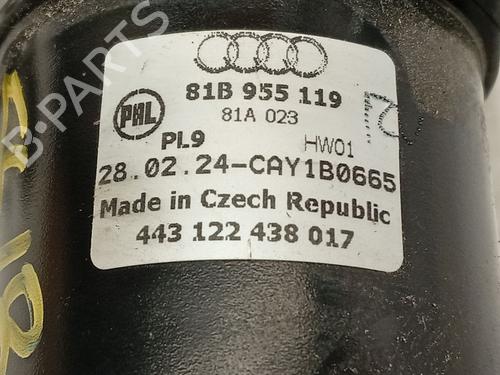 81B 955 119
PAL
81A 023
PL9
HW01
28.02.24-CAY1B0665
Made in Czech Republic
443 122 438 017
B-PARTS